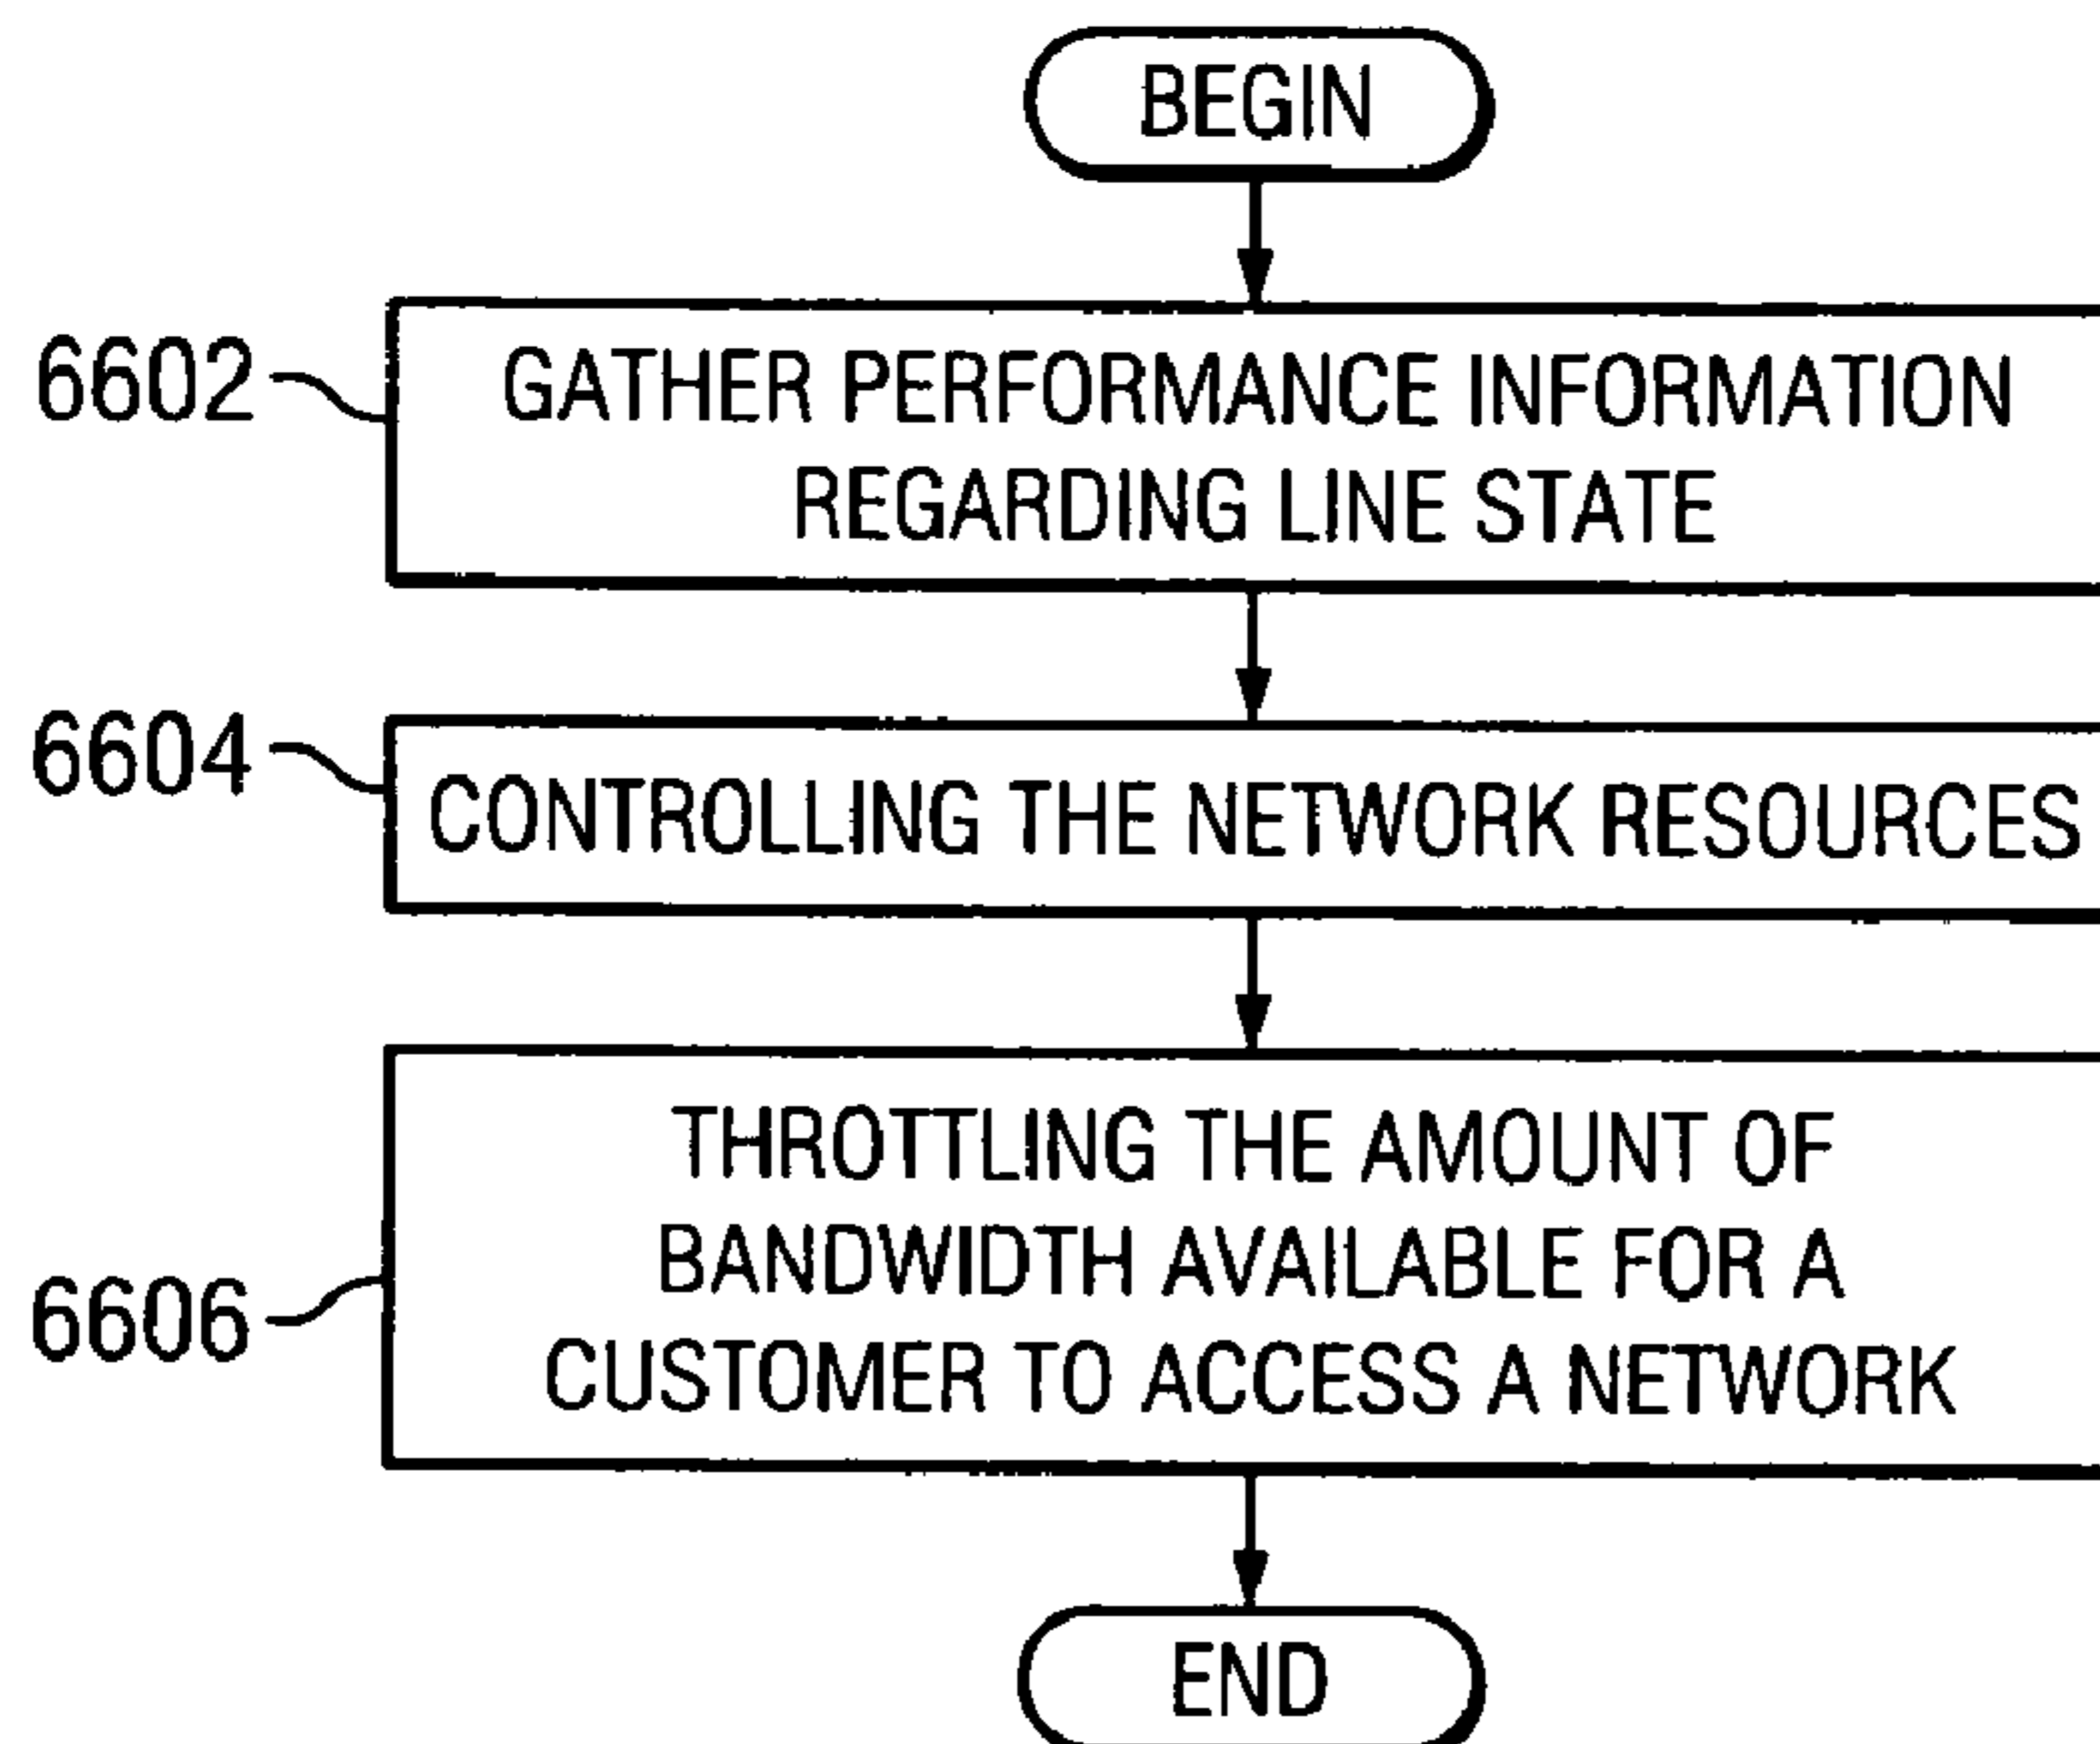 BEGIN
6602
GATHER PERFORMANCE INFORMATION
REGARDING LINE STATE
6604
CONTROLLING THE NETWORK RESOURCES
6606
THROTTLING THE AMOUNT OF
BANDWIDTH AVAILABLE FOR A
CUSTOMER TO ACCESS A NETWORK
END